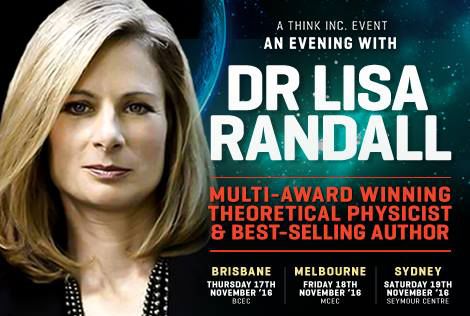 A THINK INC. EVENT
AN EVENING WITH
DR LISA
RANDALL
MULTI-AWARD WINNING
THEORETICAL PHYSICIST
& BEST-SELLING AUTHOR
BRISBANE
THURSDAY 17TH
NOVEMBER '16
BCEC
MELBOURNE
FRIDAY 18TH
NOVEMBER '16
MCEC
SYDNEY
SATURDAY 19TH
NOVEMBER '16
SEYMOUR CENTRE